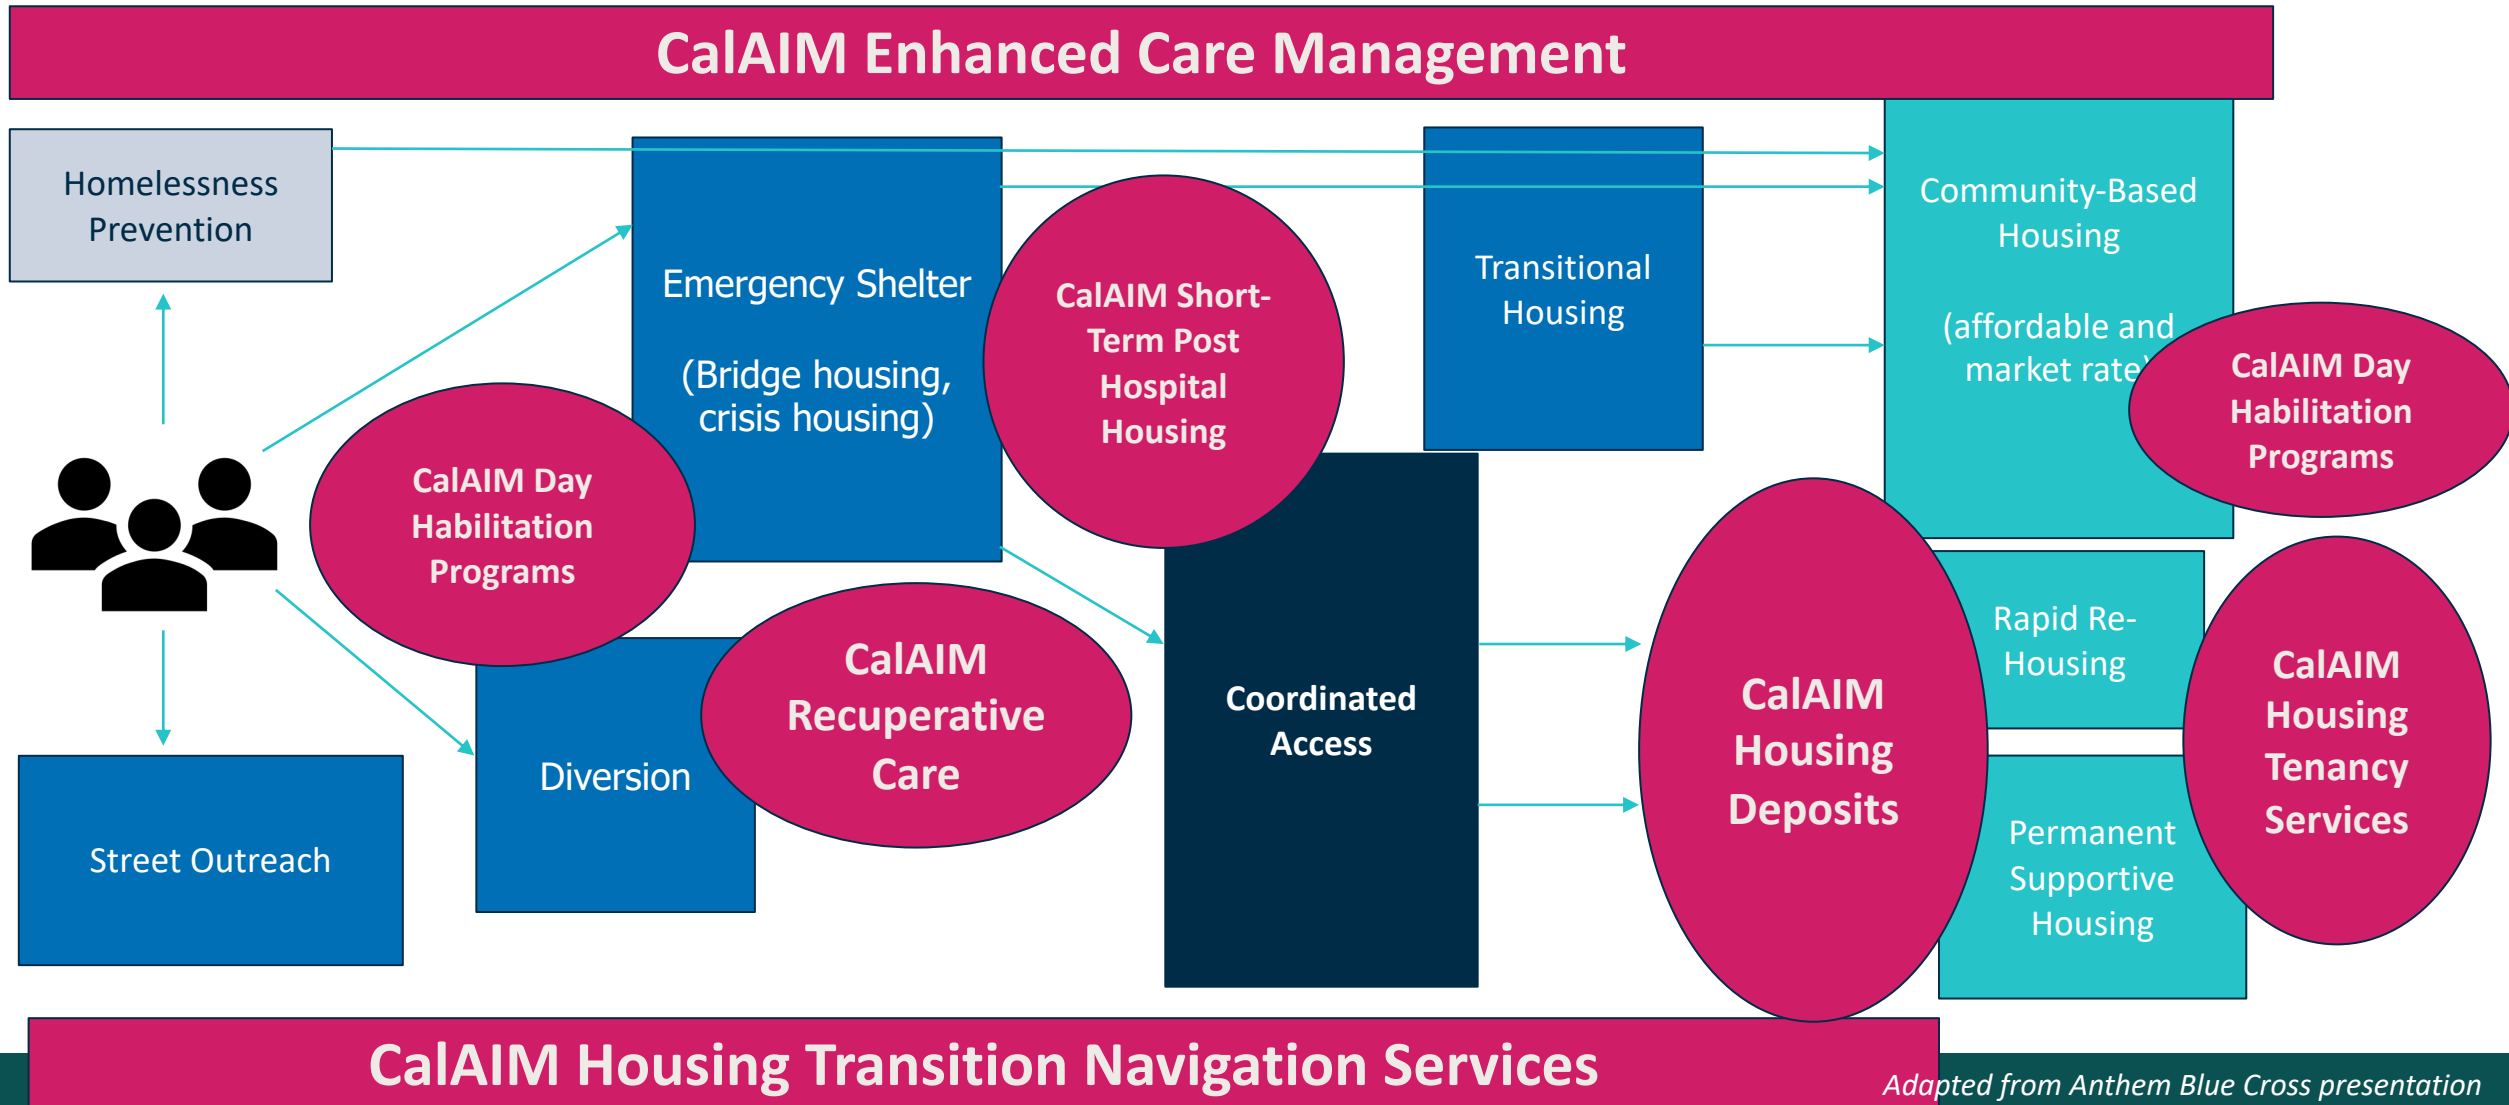 CalAIM Enhanced Care Management
Homelessness
Prevention
Emergency Shelter
(Bridge housing,
crisis housing)
CalAIM Short-
Term Post
Hospital
Housing
Transitional
Housing
Community-Based
Housing
(affordable and
market rate)
CalAIM Day
Habilitation
Programs
CalAIM Day
Habilitation
Programs
Street Outreach
Diversion
CalAIM
Recuperative
Care
Coordinated
Access
CalAIM
Housing
Deposits
Rapid Re-
Housing
Permanent
Supportive
Housing
CalAIM
Housing
Tenancy
Services
CalAIM Housing Transition Navigation Services
Adapted from Anthem Blue Cross presentation